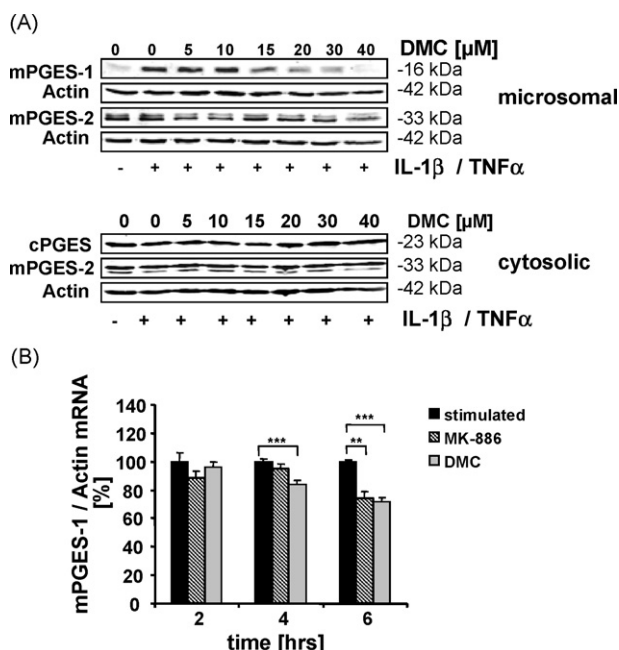 (A)
0 0 5 10 15 20 30 40 DMC [µM]
mPGES-1 -16 kDa
Actin -42 kDa
microsomal
mPGES-2 -33 kDa
Actin -42 kDa
- + + + + + + + IL-1β / TNFα
0 0 5 10 15 20 30 40 DMC [µM]
cPGES -23 kDa
mPGES-2 -33 kDa
cytosolic
Actin -42 kDa
- + + + + + + + IL-1β / TNFα
(B)
mPGES-1 / Actin mRNA
[%]
140
120
100
80
60
40
20
0
***
***
**
stimulated
MK-886
DMC
2 4 6
time [hrs]